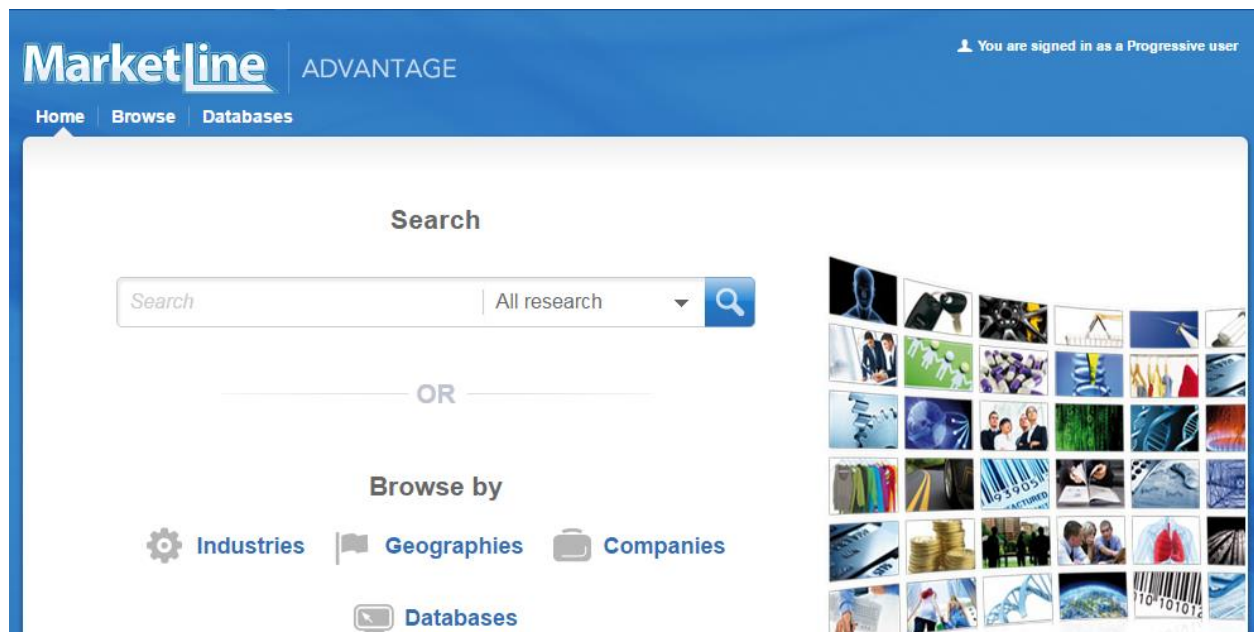 Marketline ADVANTAGE
You are signed in as a Progressive user
Home Browse Databases
Search
Search All research
OR
Browse by
Industries Geographies Companies
Databases
93905